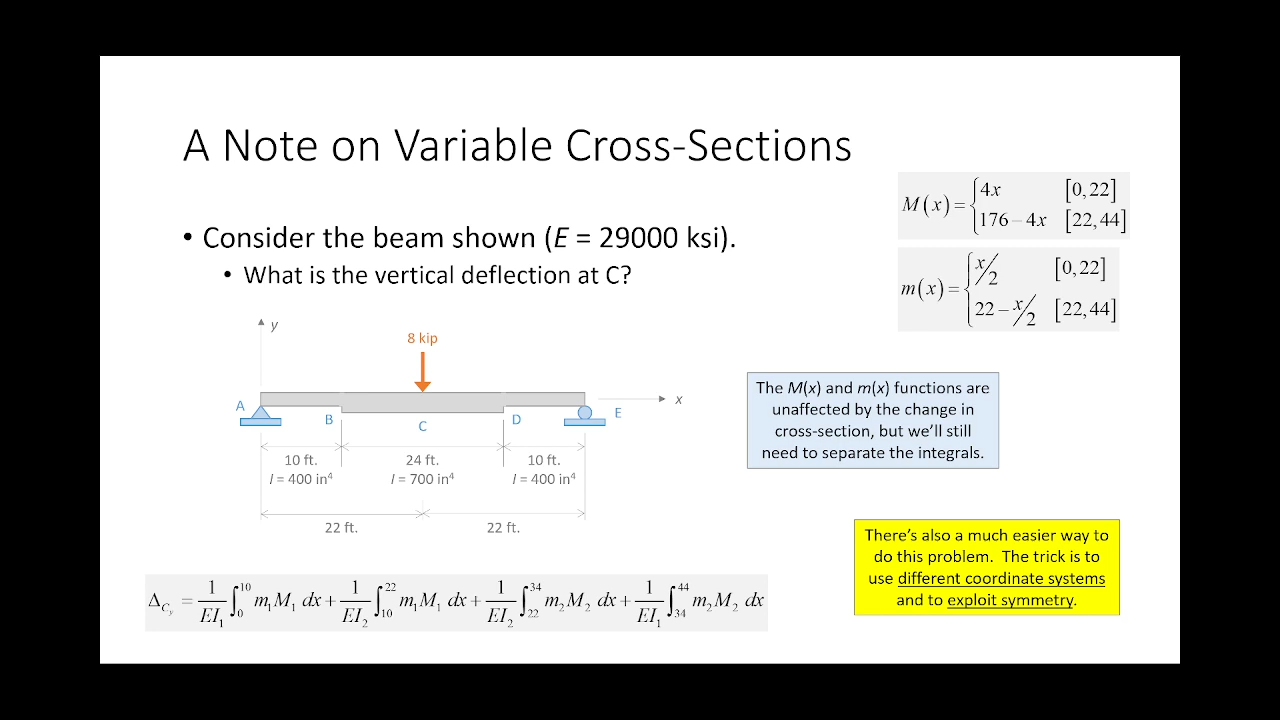 A Note on Variable Cross-Sections
M(x) = { 4x [0,22]
176 – 4x [22,44]
• Consider the beam shown (E = 29000 ksi).
• What is the vertical deflection at C?
m(x) = { x/2 [0,22]
22 – x/2 [22,44]
y
8 kip
x
A
B
C
D
E
10 ft.
24 ft.
10 ft.
I = 400 in⁴
I = 700 in⁴
I = 400 in⁴
22 ft.
22 ft.
The M(x) and m(x) functions are
unaffected by the change in
cross-section, but we'll still
need to separate the integrals.
There's also a much easier way to
do this problem. The trick is to
use different coordinate systems
and to exploit symmetry.
Δ_{C_y} = 1/EI₁ ∫₀¹⁰ m₁M₁ dx + 1/EI₂ ∫₁₀²² m₁M₁ dx + 1/EI₂ ∫₂₂³⁴ m₂M₂ dx + 1/EI₁ ∫₃₄⁴⁴ m₂M₂ dx